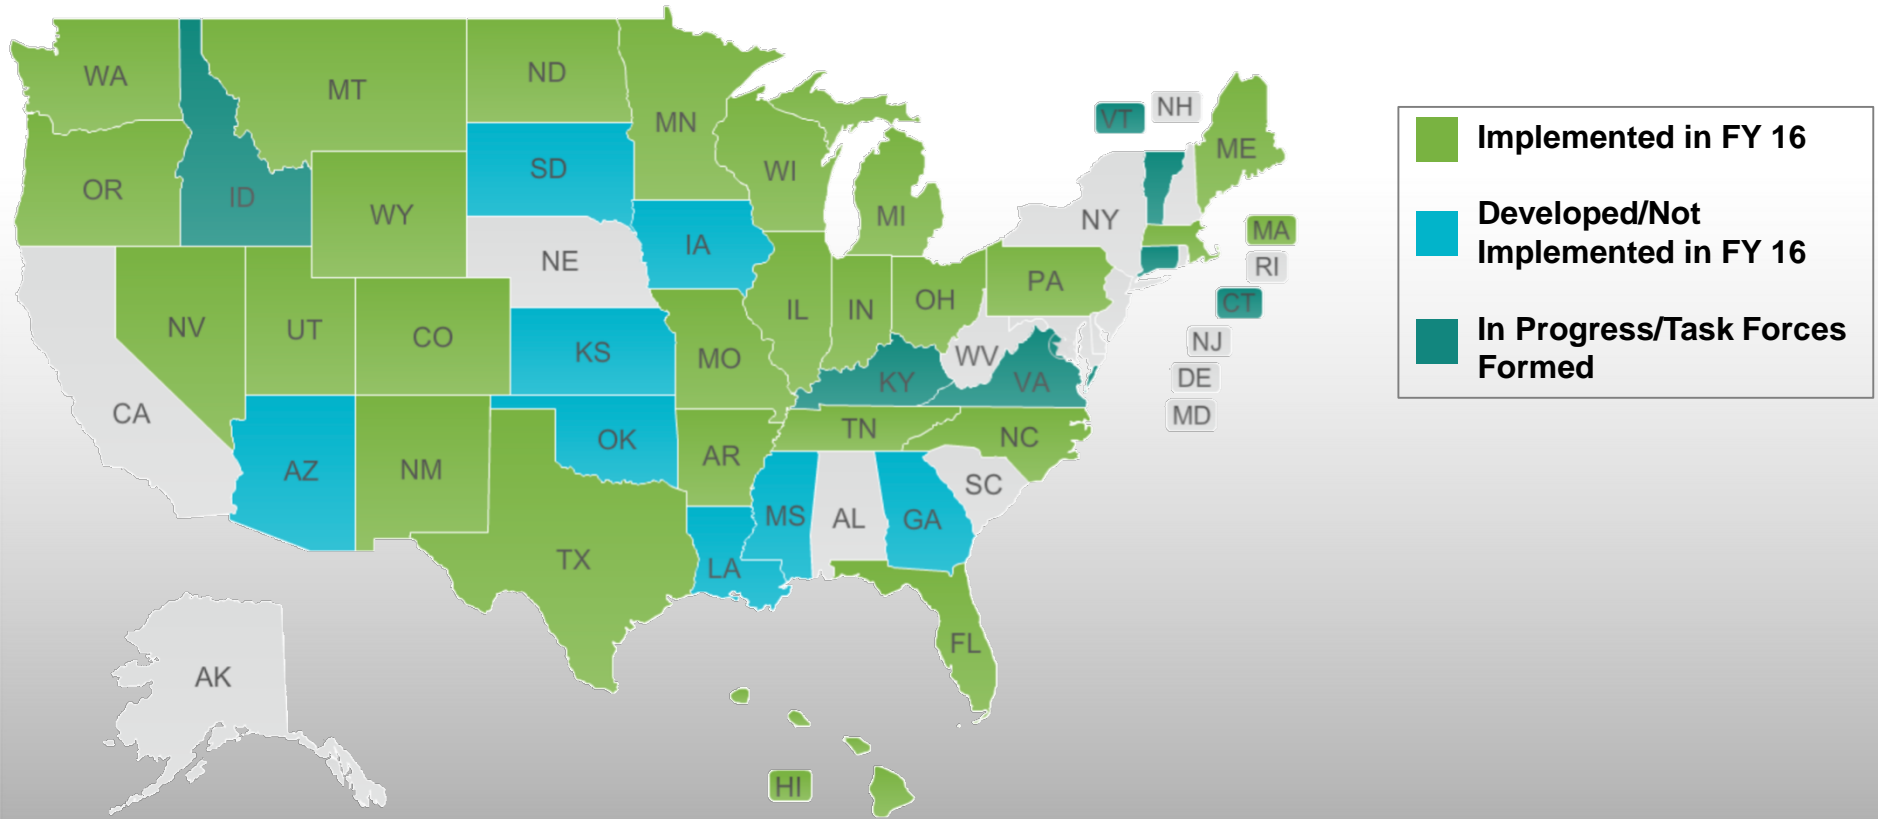 WA
MT
ND
MN
VT
NH
ME
OR
ID
WY
SD
WI
MI
NY
MA
NE
IA
RI
NV
UT
CO
KS
MO
IL
IN
OH
PA
CT
NJ
WV
KY
VA
DE
CA
MD
AZ
NM
OK
AR
TN
NC
SC
TX
LA
MS
AL
GA
FL
AK
HI
Implemented in FY 16
Developed/Not
Implemented in FY 16
In Progress/Task Forces
Formed